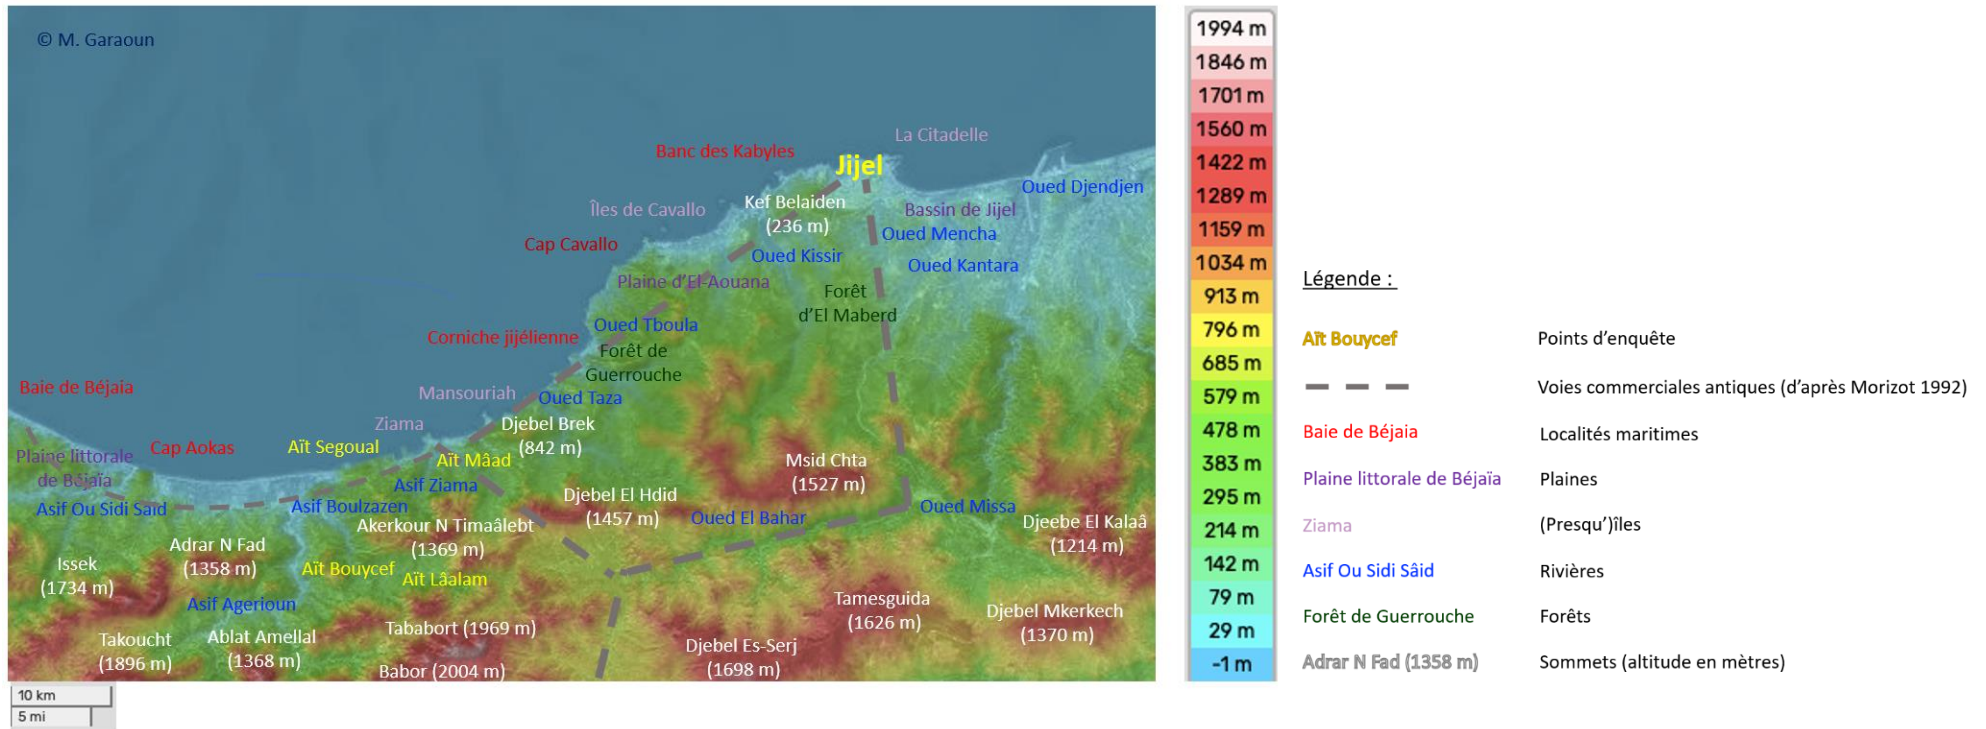 © M. Garaoun
La Citadelle
Banc des Kabyles
Jijel
Oued Djendjen
Kef Belaiden
(236 m)
Îles de Cavallo
Bassin de Jijel
Oued Mencha
Cap Cavallo
Oued Kissir
Oued Kantara
Plaine d'El-Aouana
Forêt
d'El Maberd
Oued Tboula
Corniche jijélienne
Forêt de
Guerrouche
Baie de Béjaia
Mansouriah
Oued Taza
Ziama
Djebel Brek
(842 m)
Cap Aokas
Aït Segoual
Plaine littorale
de Béjaïa
Aït Mâad
Msid Chta
(1527 m)
Asif Ziama
Djebel El Hdid
(1457 m)
Asif Ou Sidi Saïd
Asif Boulzazen
Oued El Bahar
Oued Missa
Akerkour N Timaâlebt
(1369 m)
Djeebe El Kalaâ
(1214 m)
Adrar N Fad
(1358 m)
Issek
(1734 m)
Aït Bouycef
Aït Lâalam
Asif Agerioun
Tamesguida
(1626 m)
Djebel Mkerkech
(1370 m)
Takoucht
(1896 m)
Ablat Amellal
(1368 m)
Tababort (1969 m)
Djebel Es-Serj
(1698 m)
Babor (2004 m)
10 km
5 mi
1994 m
1846 m
1701 m
1560 m
1422 m
1289 m
1159 m
1034 m
913 m
796 m
685 m
579 m
478 m
383 m
295 m
214 m
142 m
79 m
29 m
-1 m
Légende :
Aït Bouycef Points d'enquête
Voies commerciales antiques (d'après Morizot 1992)
Baie de Béjaia Localités maritimes
Plaine littorale de Béjaïa Plaines
Ziama (Presqu')îles
Asif Ou Sidi Sâid Rivières
Forêt de Guerrouche Forêts
Adrar N Fad (1358 m) Sommets (altitude en mètres)